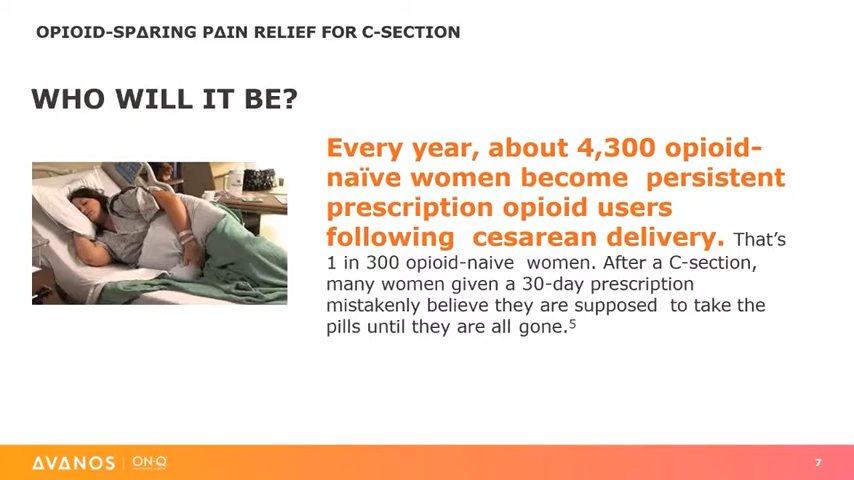 OPIOID-SPΔRING PΔIN RELIEF FOR C-SECTION
WHO WILL IT BE?
Every year, about 4,300 opioid-
naïve women become persistent
prescription opioid users
following cesarean delivery. That’s
1 in 300 opioid-naive women. After a C-section,
many women given a 30-day prescription
mistakenly believe they are supposed to take the
pills until they are all gone.⁵
ΔVΔNOS | ON-Q*
7